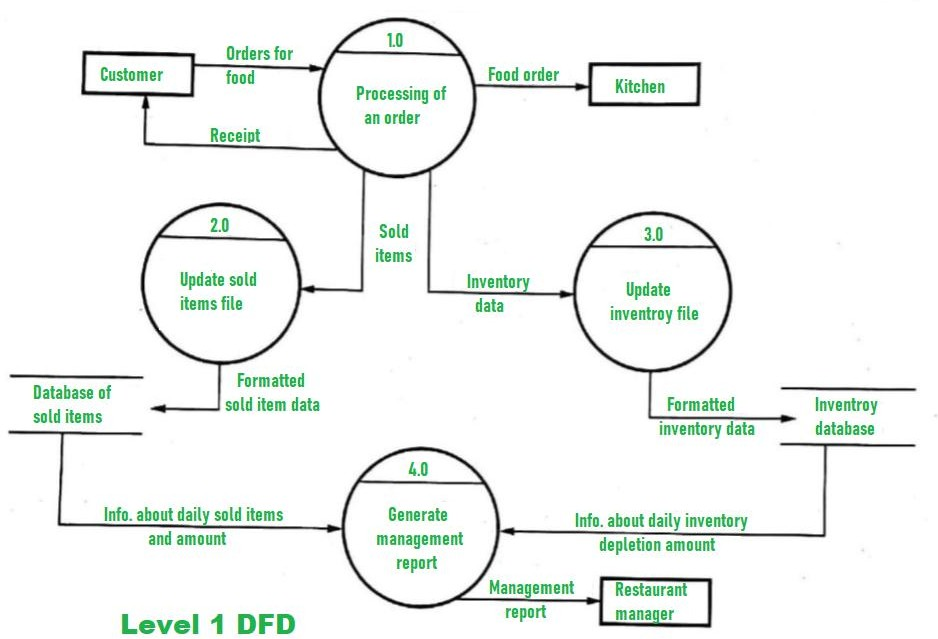 1.0
Orders for
food
Customer
Processing of
an order
Food order
Kitchen
Receipt
2.0
Sold
items
3.0
Update sold
items file
Inventory
data
Update
inventroy file
Database of
sold items
Formatted
sold item data
Formatted
inventory data
Inventroy
database
4.0
Info. about daily sold items
and amount
Generate
management
report
Info. about daily inventory
depletion amount
Management
report
Restaurant
manager
Level 1 DFD